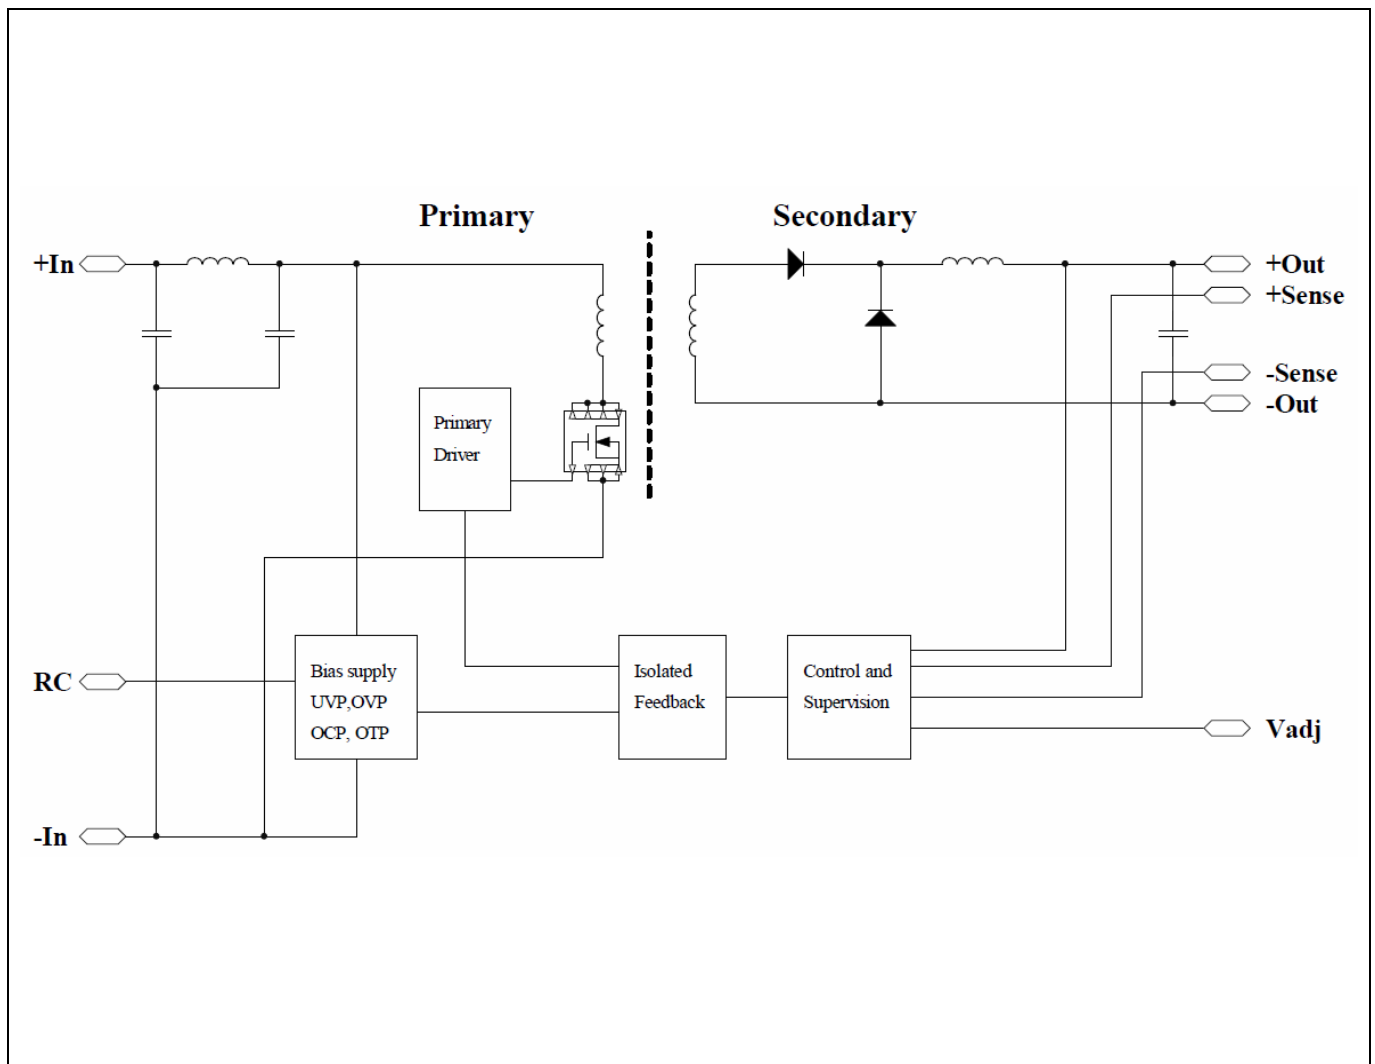 Primary
Secondary
+In
+Out
+Sense
-Sense
-Out
Primary
Driver
RC
Bias supply
UVP,OVP
OCP, OTP
Isolated
Feedback
Control and
Supervision
Vadj
-In